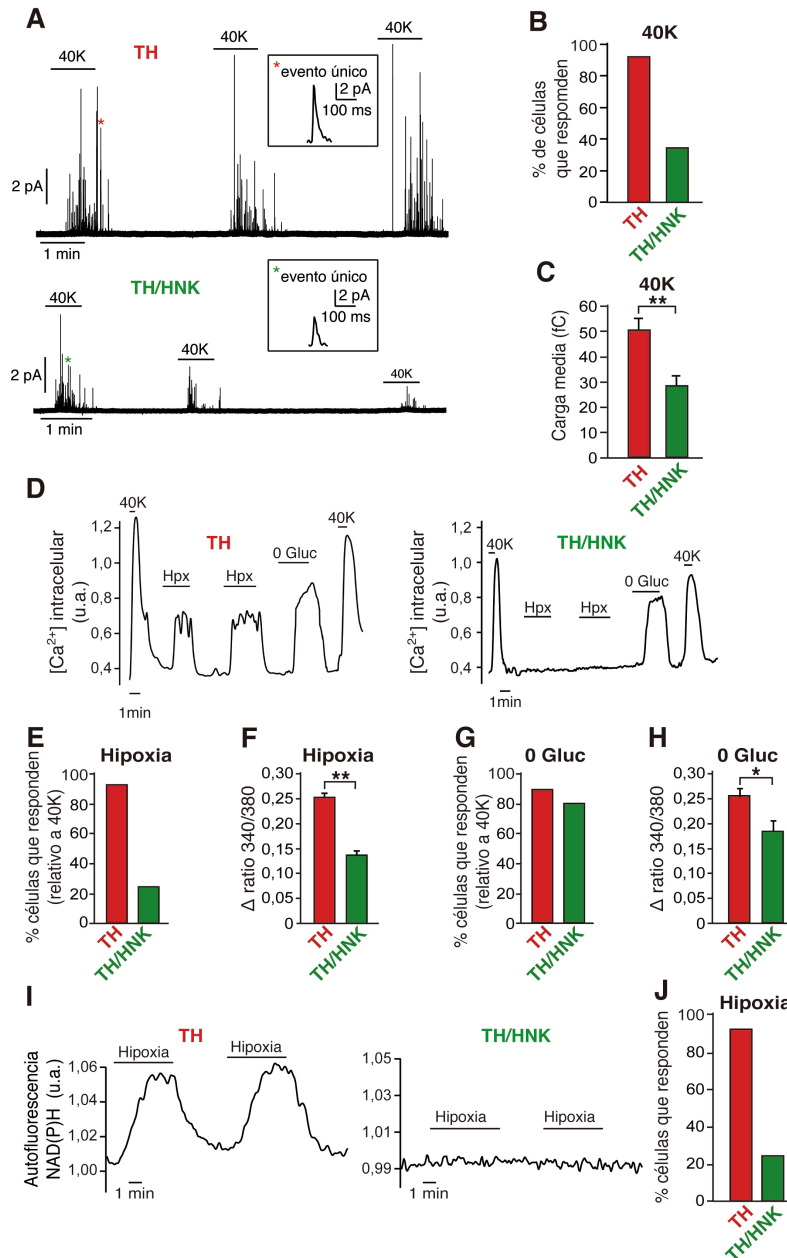 A
TH
40K
40K
40K
*evento único
2 pA
100 ms
*
2 pA
1 min
TH/HNK
40K
40K
40K
*evento único
2 pA
100 ms
*
2 pA
1 min
B
40K
% de células
que respomden
100
80
60
40
20
0
TH
TH/HNK
C
40K
**
Carga media (fC)
60
50
40
30
20
10
0
TH
TH/HNK
D
TH
[Ca2+] intracelular
(u.a.)
1,2
1,0
0,8
0,6
0,4
40K
Hpx
Hpx
0 Gluc
40K
1min
TH/HNK
[Ca2+] intracelular
(u.a.)
1,2
1,0
0,8
0,6
0,4
40K
Hpx
Hpx
0 Gluc
40K
1min
E
Hipoxia
% células que responden
(relativo a 40K)
100
80
60
40
20
0
TH
TH/HNK
F
Hipoxia
**
Δ ratio 340/380
0,30
0,25
0,20
0,15
0,10
0,05
0
TH
TH/HNK
G
0 Gluc
% células que responden
(relativo a 40K)
100
80
60
40
20
0
TH
TH/HNK
H
0 Gluc
*
Δ ratio 340/380
0,30
0,25
0,20
0,15
0,10
0,05
0
TH
TH/HNK
I
TH
Autofluorescencia
NAD(P)H (u.a.)
1,06
1,04
1,02
1,00
Hipoxia
Hipoxia
1 min
TH/HNK
1,05
1,03
1,01
0,99
Hipoxia
Hipoxia
1 min
J
Hipoxia
% células que responden
100
80
60
40
20
0
TH
TH/HNK